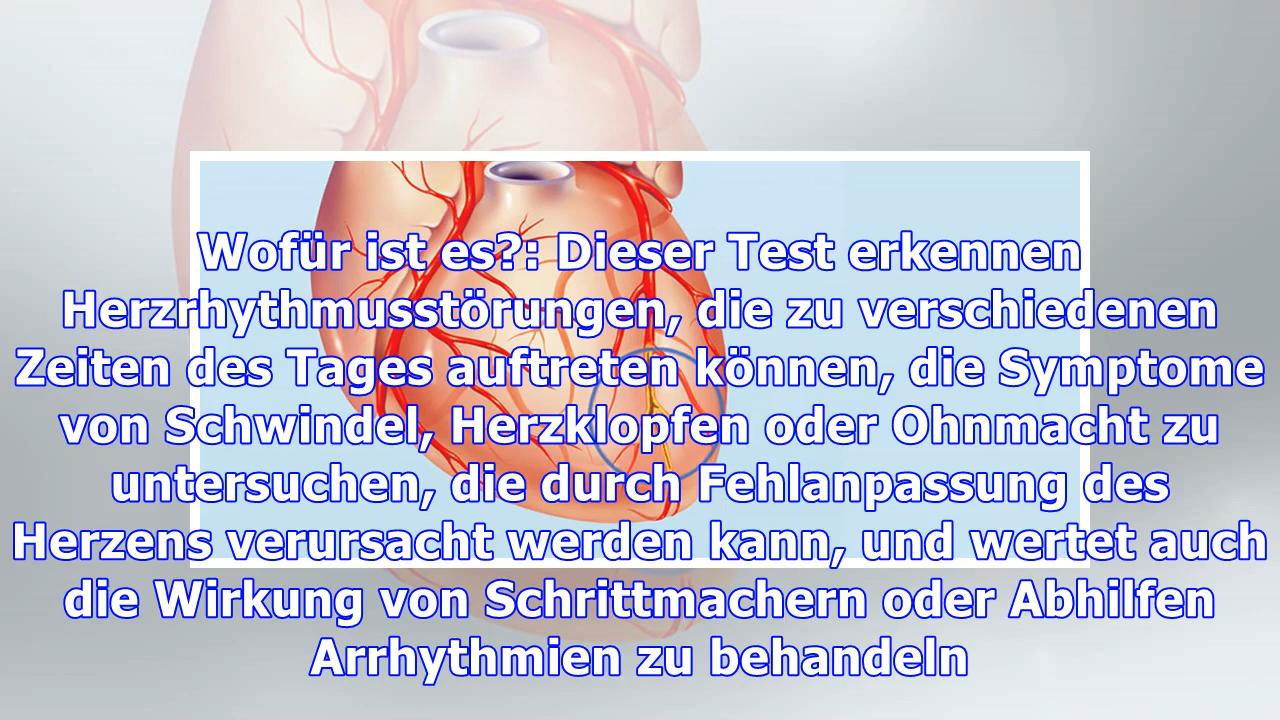 Wofür ist es?: Dieser Test erkennen
Herzrhythmusstörungen, die zu verschiedenen
Zeiten des Tages auftreten können, die Symptome
von Schwindel, Herzklopfen oder Ohnmacht zu
untersuchen, die durch Fehlanpassung des
Herzens verursacht werden kann, und wertet auch
die Wirkung von Schrittmachern oder Abhilfen
Arrhythmien zu behandeln